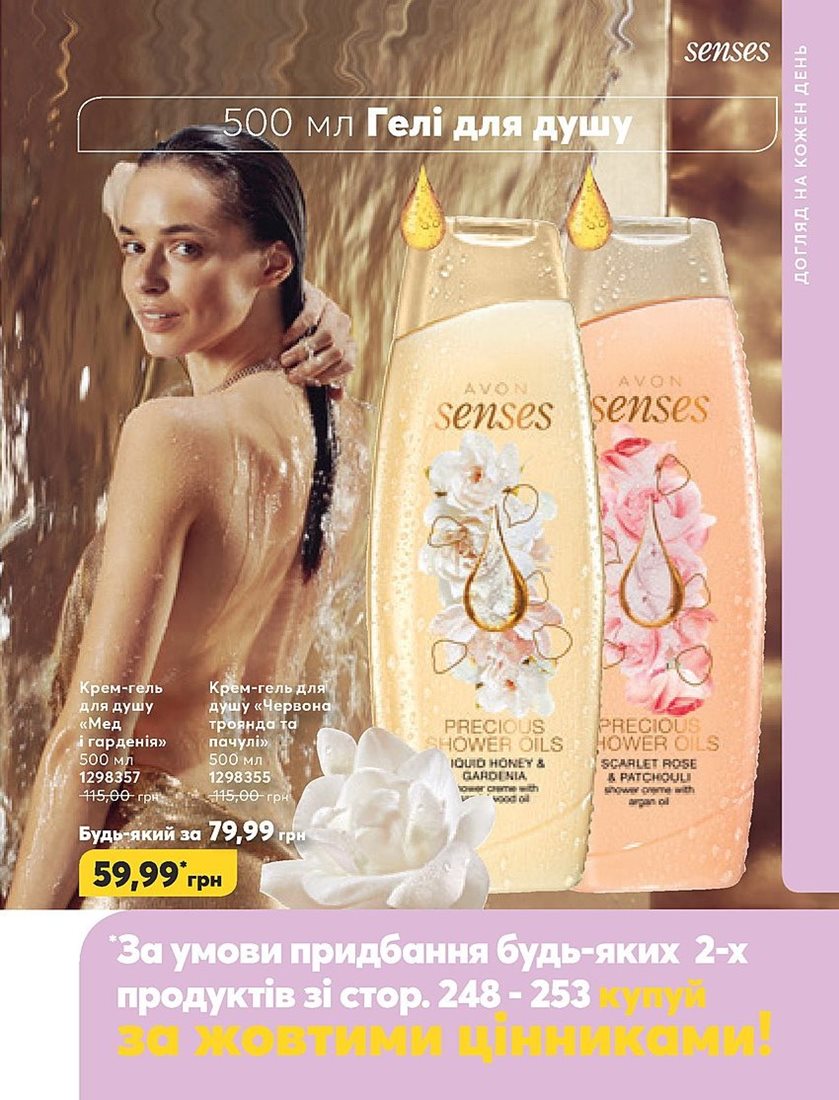 senses
500 мл Гелі для душу
ДОГЛЯД НА КОЖЕН ДЕНЬ
AVON
senses
PRECIOUS
SHOWER OILS
LIQUID HONEY &
GARDENIA
shower creme with
wood oil
AVON
senses
PRECIOUS
SHOWER OILS
SCARLET ROSE
& PATCHOULI
shower creme with
argan oil
Крем-гель
для душу
«Мед
і гарденія»
500 мл
1298357
115,00 грн
Крем-гель для
душу «Червона
троянда та
пачулі»
500 мл
1298355
115,00 грн
Будь-який за 79,99 грн
59,99* грн
*За умови придбання будь-яких 2-х
продуктів зі стор. 248 - 253 купуй
за жовтими цінниками!